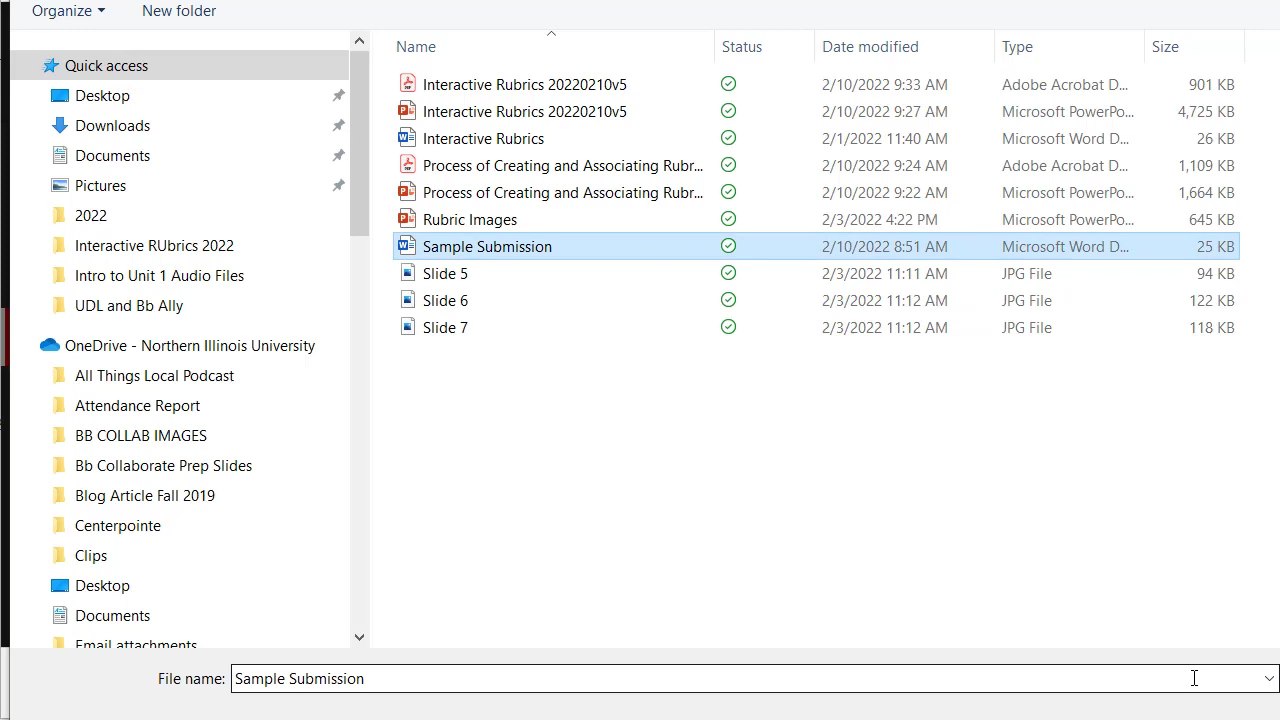 Organize New folder
Name Status Date modified Type Size
Quick access
Desktop
Downloads
Documents
Pictures
2022
Interactive RUbrics 2022
Intro to Unit 1 Audio Files
UDL and Bb Ally
OneDrive - Northern Illinois University
All Things Local Podcast
Attendance Report
BB COLLAB IMAGES
Bb Collaborate Prep Slides
Blog Article Fall 2019
Centerpointe
Clips
Desktop
Documents
Email attachments
Interactive Rubrics 20220210v5 2/10/2022 9:33 AM Adobe Acrobat D... 901 KB
Interactive Rubrics 20220210v5 2/10/2022 9:27 AM Microsoft PowerPo... 4,725 KB
Interactive Rubrics 2/1/2022 11:40 AM Microsoft Word D... 26 KB
Process of Creating and Associating Rubr... 2/10/2022 9:24 AM Adobe Acrobat D... 1,109 KB
Process of Creating and Associating Rubr... 2/10/2022 9:22 AM Microsoft PowerPo... 1,664 KB
Rubric Images 2/3/2022 4:22 PM Microsoft PowerPo... 645 KB
Sample Submission 2/10/2022 8:51 AM Microsoft Word D... 25 KB
Slide 5 2/3/2022 11:11 AM JPG File 94 KB
Slide 6 2/3/2022 11:12 AM JPG File 122 KB
Slide 7 2/3/2022 11:12 AM JPG File 118 KB
File name: Sample Submission